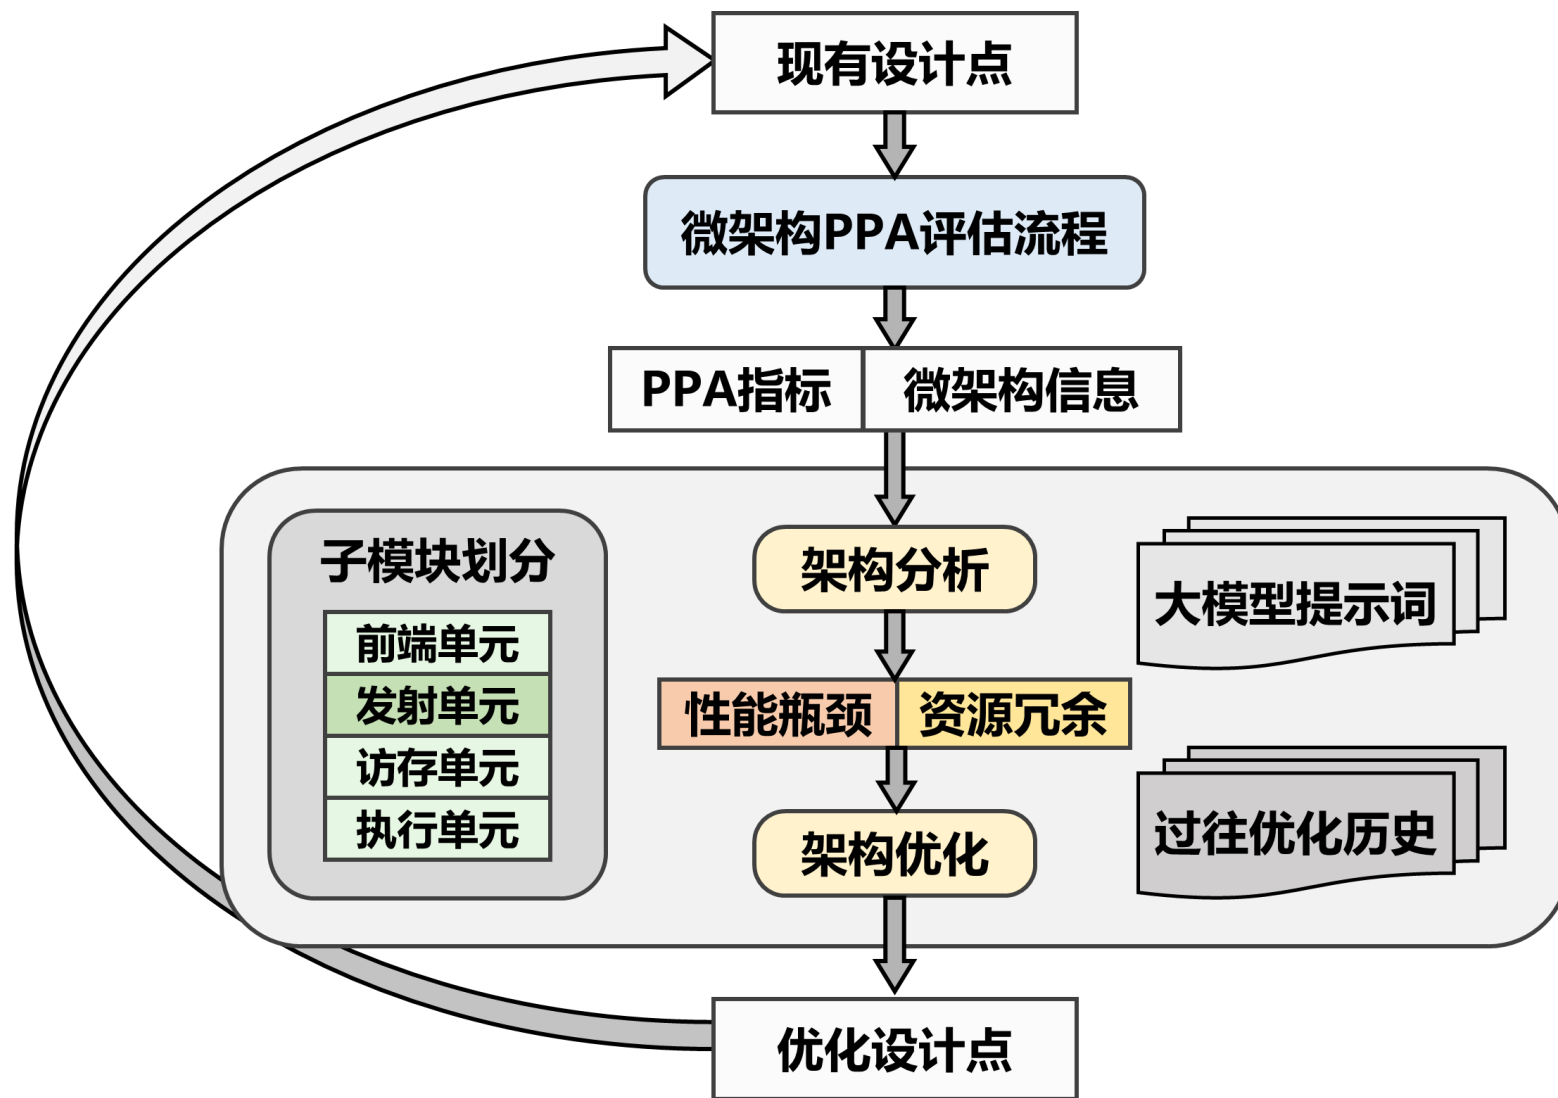 现有设计点
微架构PPA评估流程
PPA指标
微架构信息
子模块划分
前端单元
发射单元
访存单元
执行单元
架构分析
性能瓶颈
资源冗余
架构优化
大模型提示词
过往优化历史
优化设计点